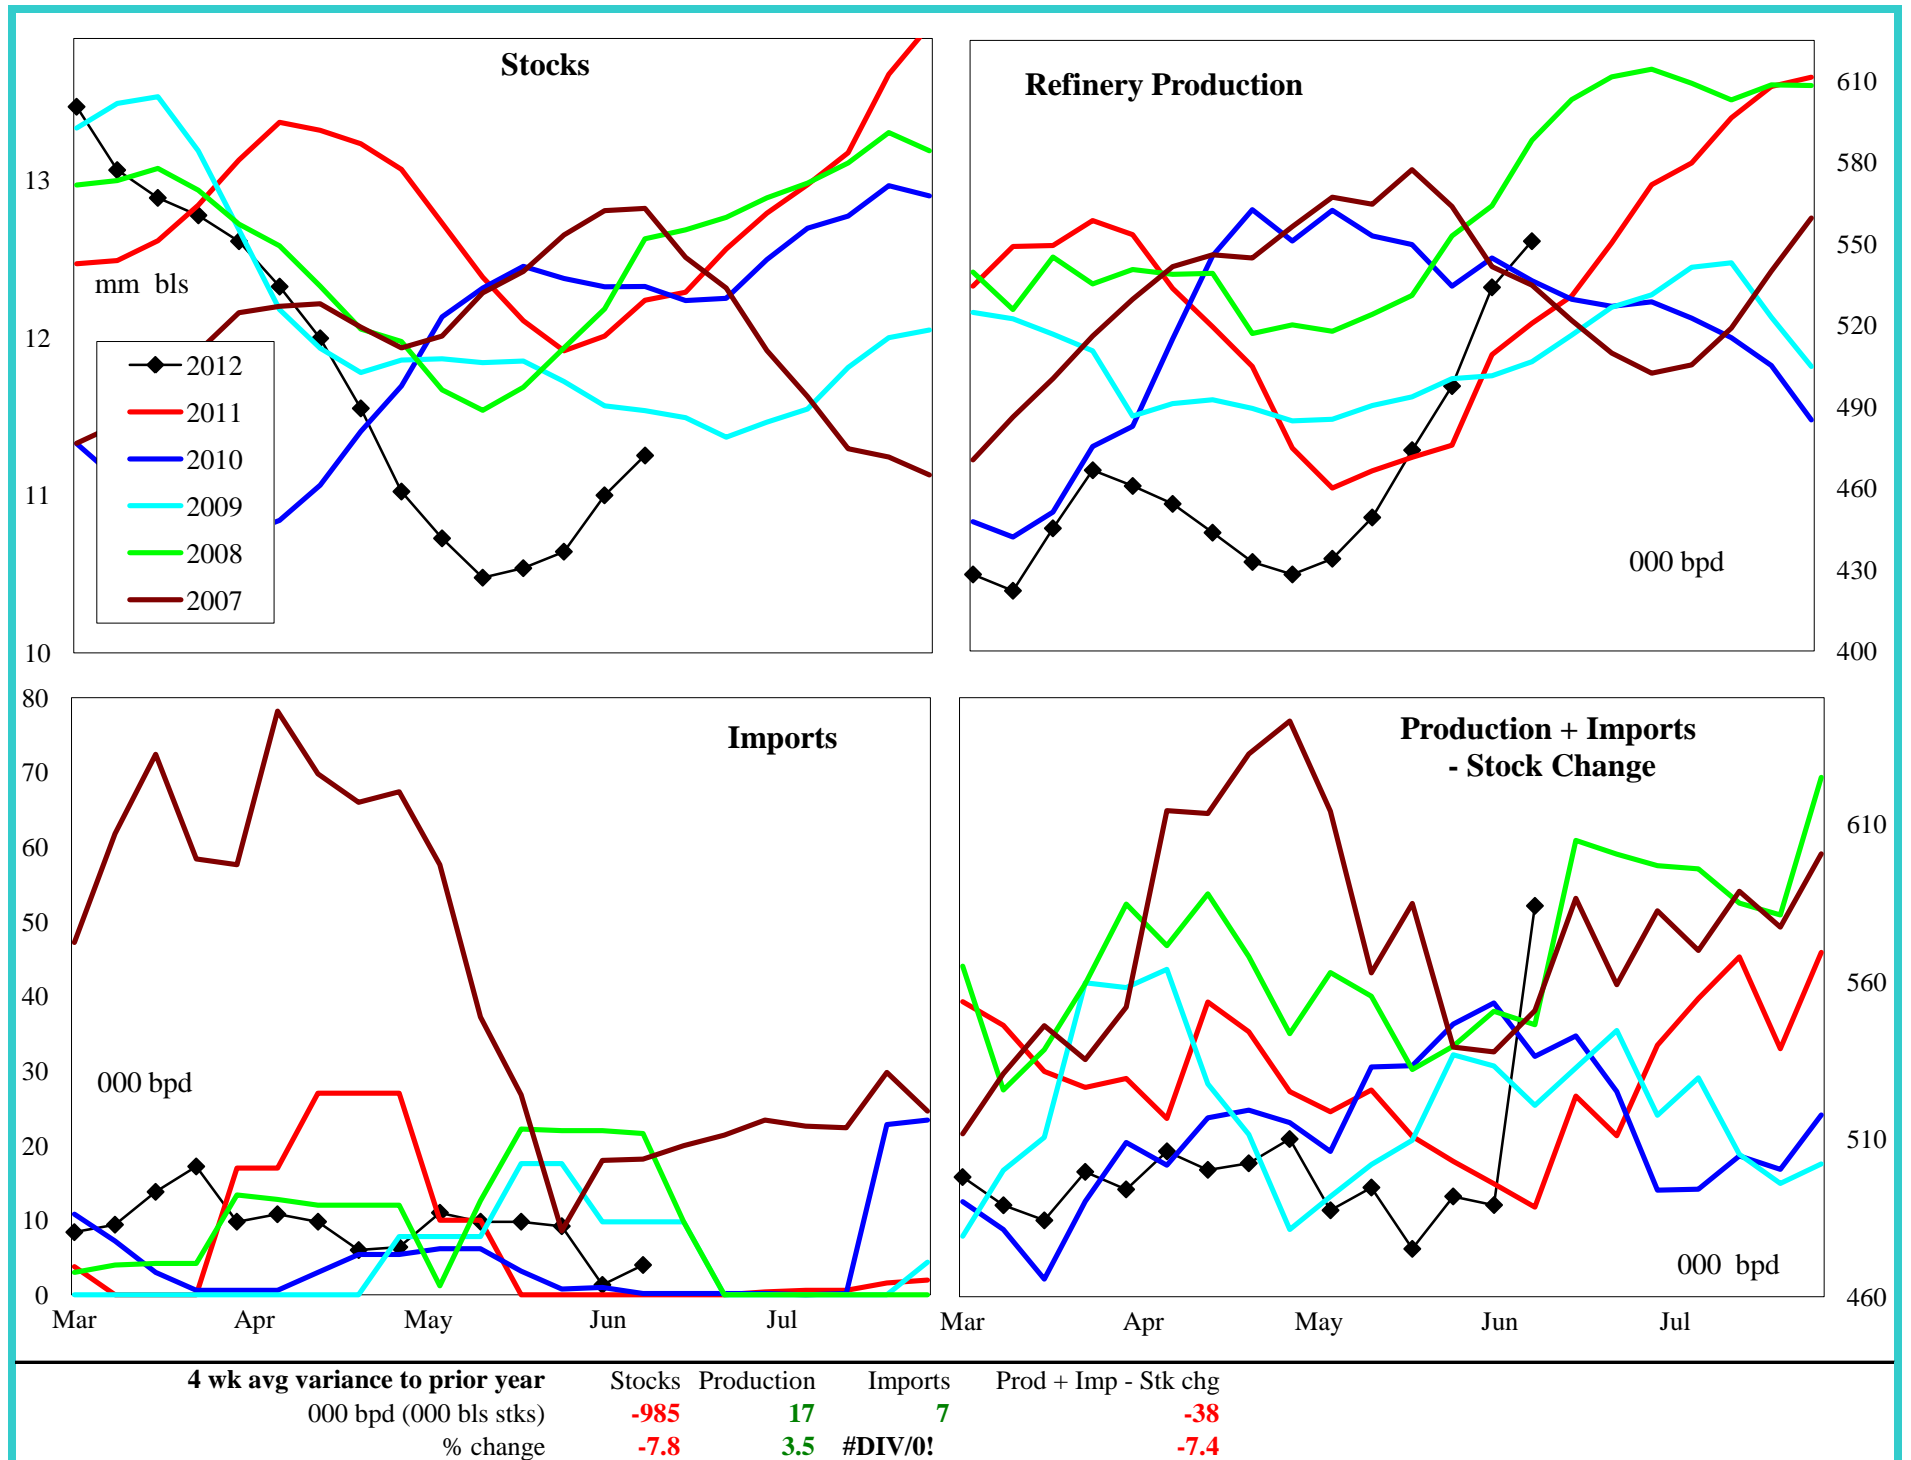 Stocks
13
mm bls
12
11
10
2012
2011
2010
2009
2008
2007
Refinery Production
610
580
550
520
490
460
430
400
000 bpd
80
70
60
50
40
30
20
10
0
Imports
000 bpd
Mar Apr May Jun Jul
Production + Imports
- Stock Change
610
560
510
460
000 bpd
Mar Apr May Jun Jul
4 wk avg variance to prior year Stocks Production Imports Prod + Imp - Stk chg
000 bpd (000 bls stks) -985 17 7 -38
% change -7.8 3.5 #DIV/0! -7.4